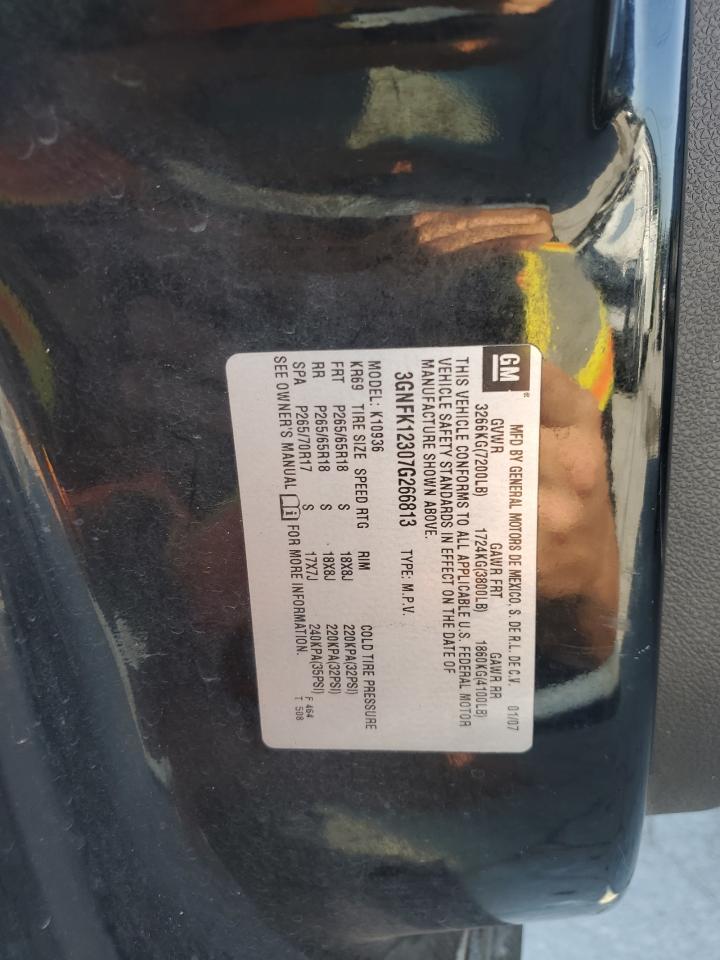 GM ®
MFD BY GENERAL MOTORS DE MEXICO, S. DE R.L. DE C.V. 01/07
GVWR GAWR FRT GAWR RR
3266KG(7200LB) 1724KG(3800LB) 1860KG(4100LB)
THIS VEHICLE CONFORMS TO ALL APPLICABLE U.S. FEDERAL MOTOR
VEHICLE SAFETY STANDARDS IN EFFECT ON THE DATE OF
MANUFACTURE SHOWN ABOVE.
3GNFK12307G266813 TYPE: M.P.V.
MODEL: K10936
KR69 TIRE SIZE SPEED RTG RIM COLD TIRE PRESSURE
FRT P265/65R18 S 18X8J 220KPA(32PSI)
RR P265/65R18 S 18X8J 220KPA(32PSI)
SPA P265/70R17 S 17X7J 240KPA(35PSI)
SEE OWNER'S MANUAL i FOR MORE INFORMATION.
F 464
T 508